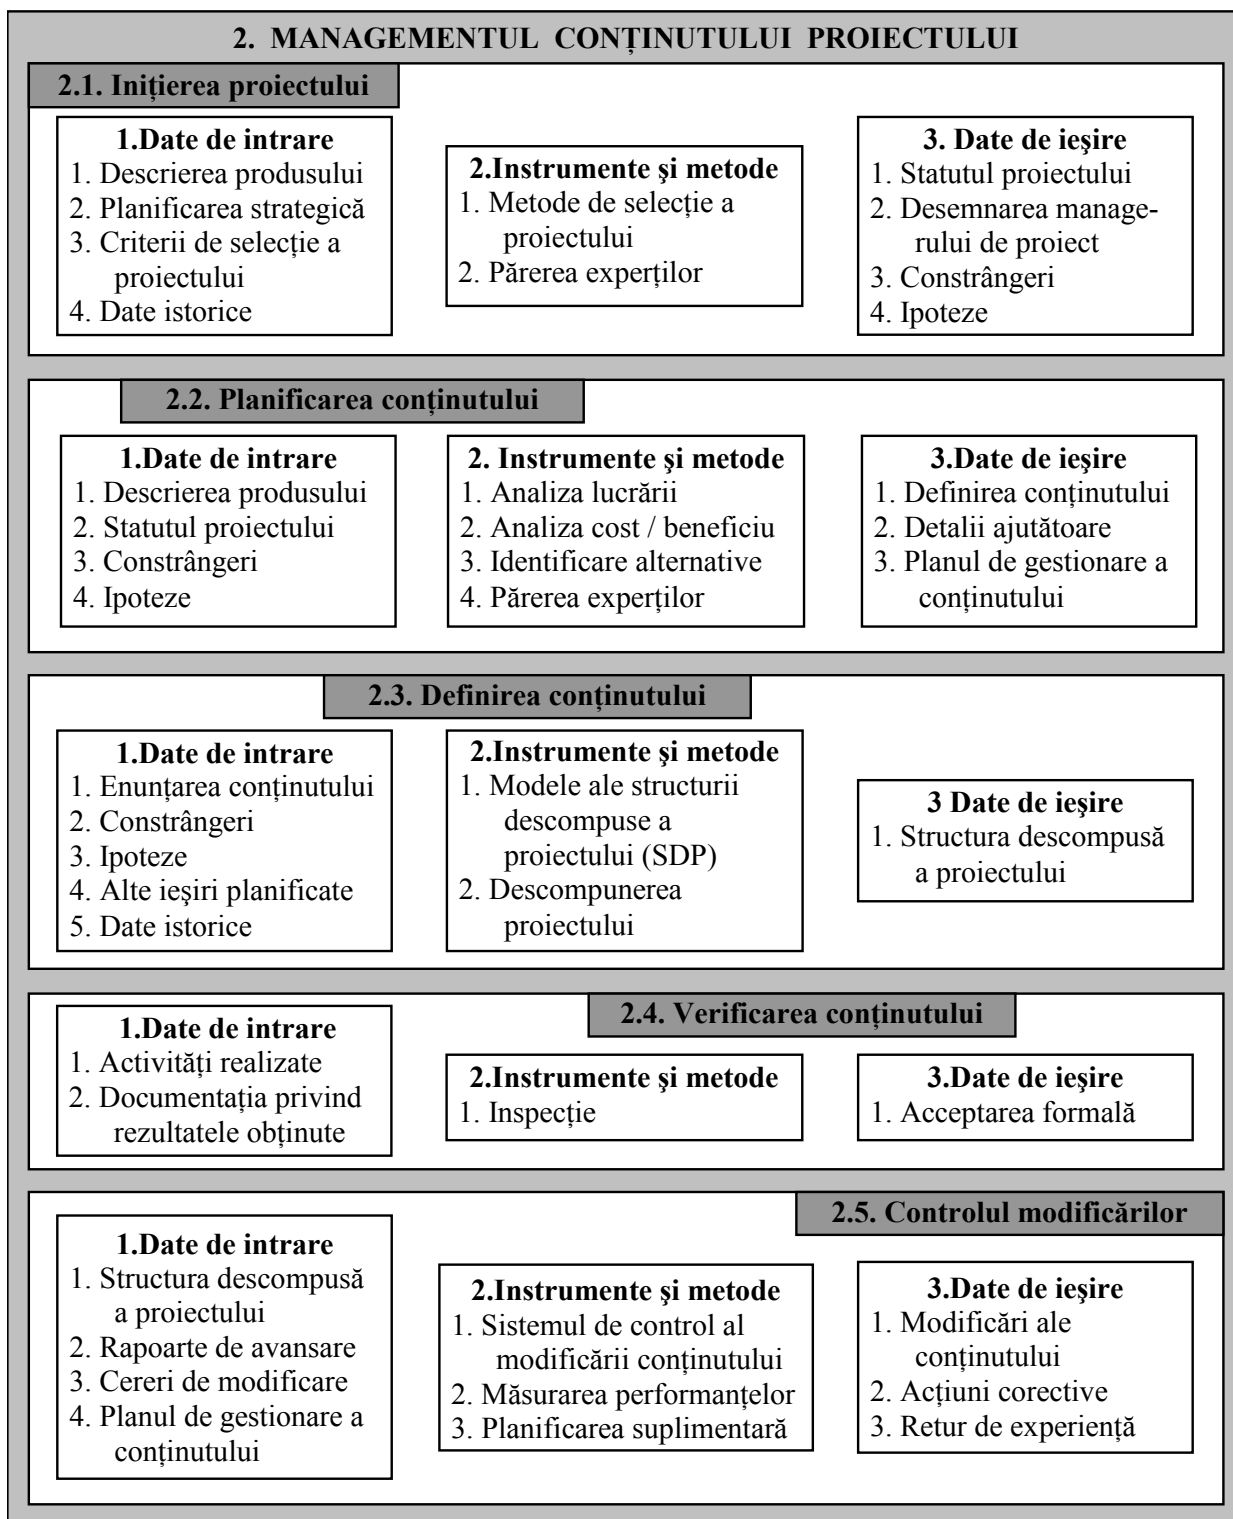 2. MANAGEMENTUL CONȚINUTULUI PROIECTULUI
2.1. Inițierea proiectului
1.Date de intrare
1. Descrierea produsului
2. Planificarea strategică
3. Criterii de selecție a
proiectului
4. Date istorice
2.Instrumente şi metode
1. Metode de selecție a
proiectului
2. Părerea experților
3. Date de ieşire
1. Statutul proiectului
2. Desemnarea manage-
rului de proiect
3. Constrângeri
4. Ipoteze
2.2. Planificarea conținutului
1.Date de intrare
1. Descrierea produsului
2. Statutul proiectului
3. Constrângeri
4. Ipoteze
2. Instrumente şi metode
1. Analiza lucrării
2. Analiza cost / beneficiu
3. Identificare alternative
4. Părerea experților
3.Date de ieşire
1. Definirea conținutului
2. Detalii ajutătoare
3. Planul de gestionare a
conținutului
2.3. Definirea conținutului
1.Date de intrare
1. Enunțarea conținutului
2. Constrângeri
3. Ipoteze
4. Alte ieşiri planificate
5. Date istorice
2.Instrumente şi metode
1. Modele ale structurii
descompuse a
proiectului (SDP)
2. Descompunerea
proiectului
3 Date de ieşire
1. Structura descompusă
a proiectului
2.4. Verificarea conținutului
1.Date de intrare
1. Activități realizate
2. Documentația privind
rezultatele obținute
2.Instrumente şi metode
1. Inspecție
3.Date de ieşire
1. Acceptarea formală
2.5. Controlul modificărilor
1.Date de intrare
1. Structura descompusă
a proiectului
2. Rapoarte de avansare
3. Cereri de modificare
4. Planul de gestionare a
conținutului
2.Instrumente şi metode
1. Sistemul de control al
modificării conținutului
2. Măsurarea performanțelor
3. Planificarea suplimentară
3.Date de ieşire
1. Modificări ale
conținutului
2. Acțiuni corective
3. Retur de experiență